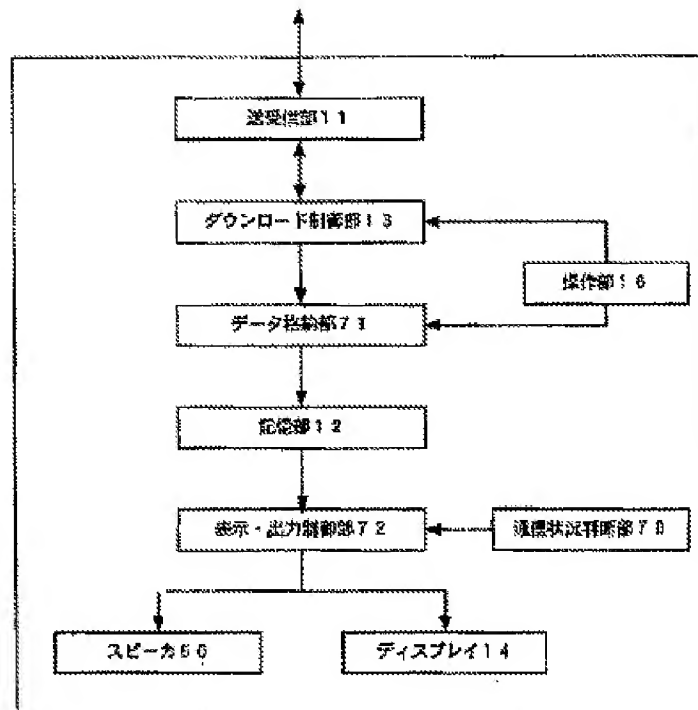 送受信部11
ダウンロード制御部13
操作部16
データ格納部71
記憶部12
表示・出力制御部72
通信状況判断部70
スピーカ60
ディスプレイ14